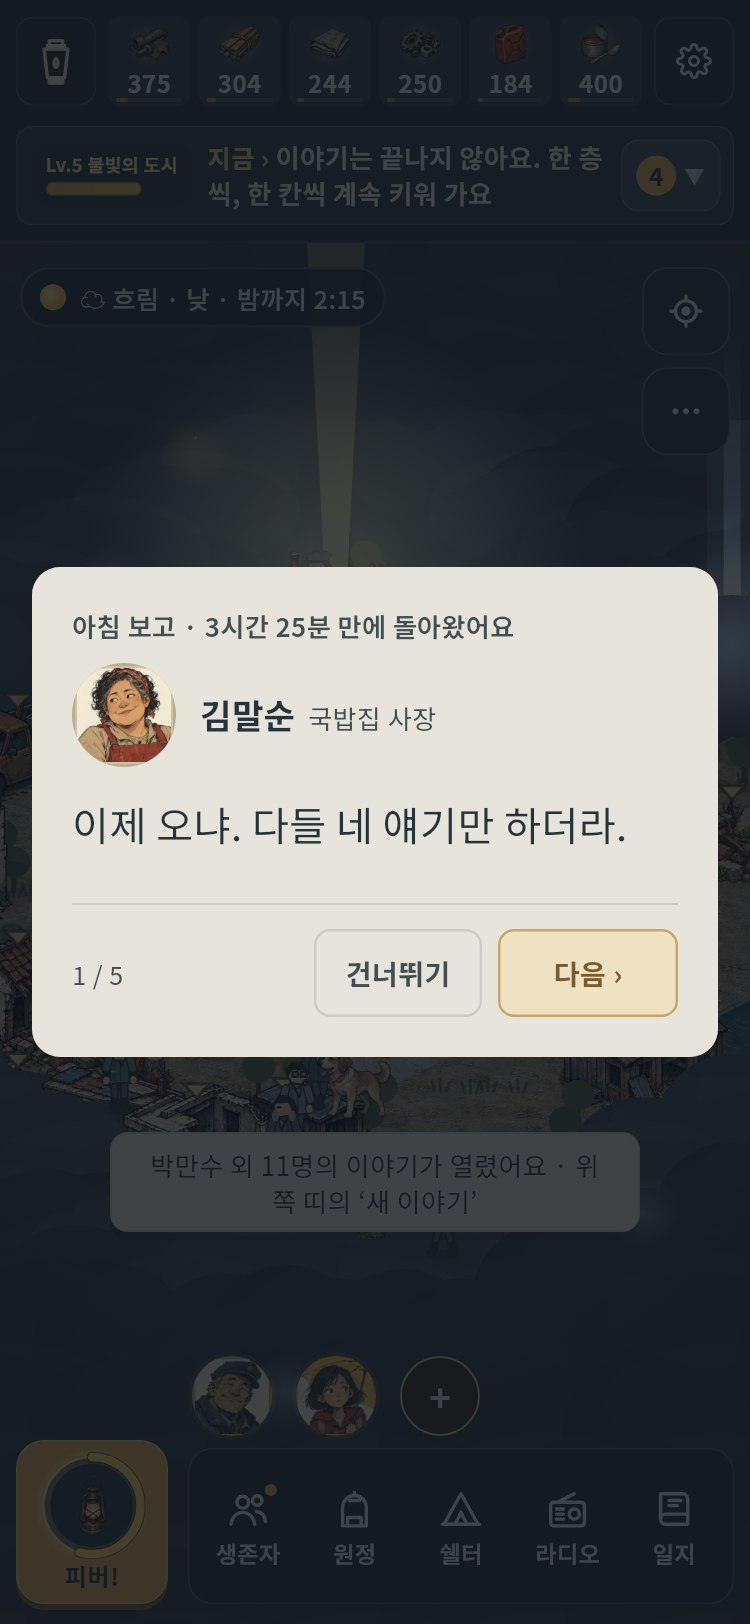 375
304
244
250
184
400
Lv.5 불빛의 도시
지금 › 이야기는 끝나지 않아요. 한 층
씩, 한 칸씩 계속 키워 가요
4
흐림 · 낮 · 밤까지 2:15
아침 보고 · 3시간 25분 만에 돌아왔어요
김말순 국밥집 사장
이제 오냐. 다들 네 얘기만 하더라.
1 / 5
건너뛰기
다음 ›
박만수 외 11명의 이야기가 열렸어요 · 위
쪽 띠의 ‘새 이야기’
+
피버!
생존자
원정
쉘터
라디오
일지